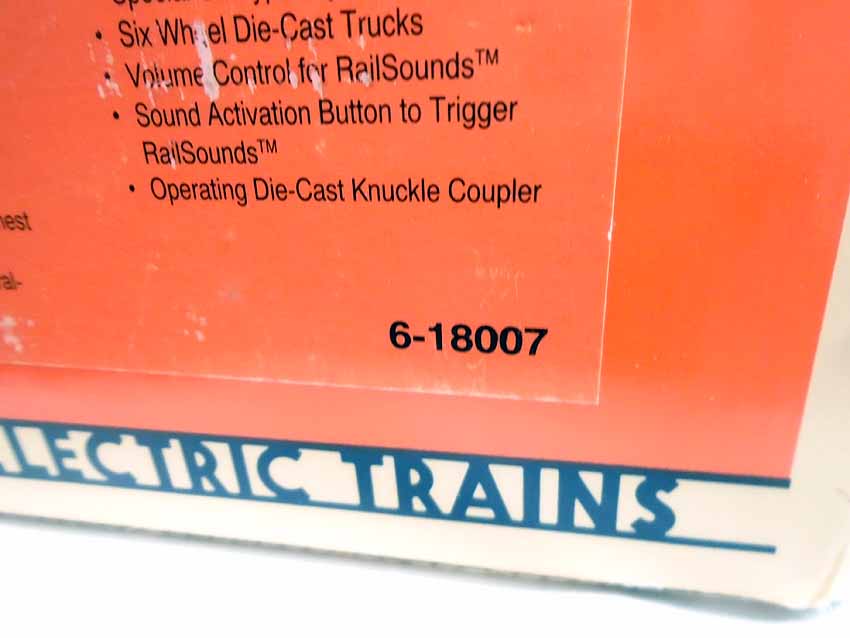 • Six Wheel Die-Cast Trucks
• Volume Control for RailSounds™
• Sound Activation Button to Trigger
RailSounds™
• Operating Die-Cast Knuckle Coupler
6-18007
LECTRIC TRAINS